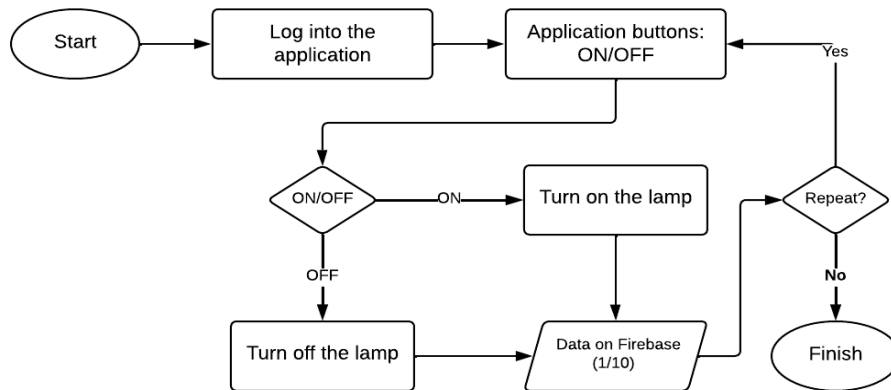 Start
Log into the
application
Application buttons:
ON/OFF
Yes
ON/OFF
ON
Turn on the lamp
Repeat?
OFF
No
Turn off the lamp
Data on Firebase
(1/10)
Finish